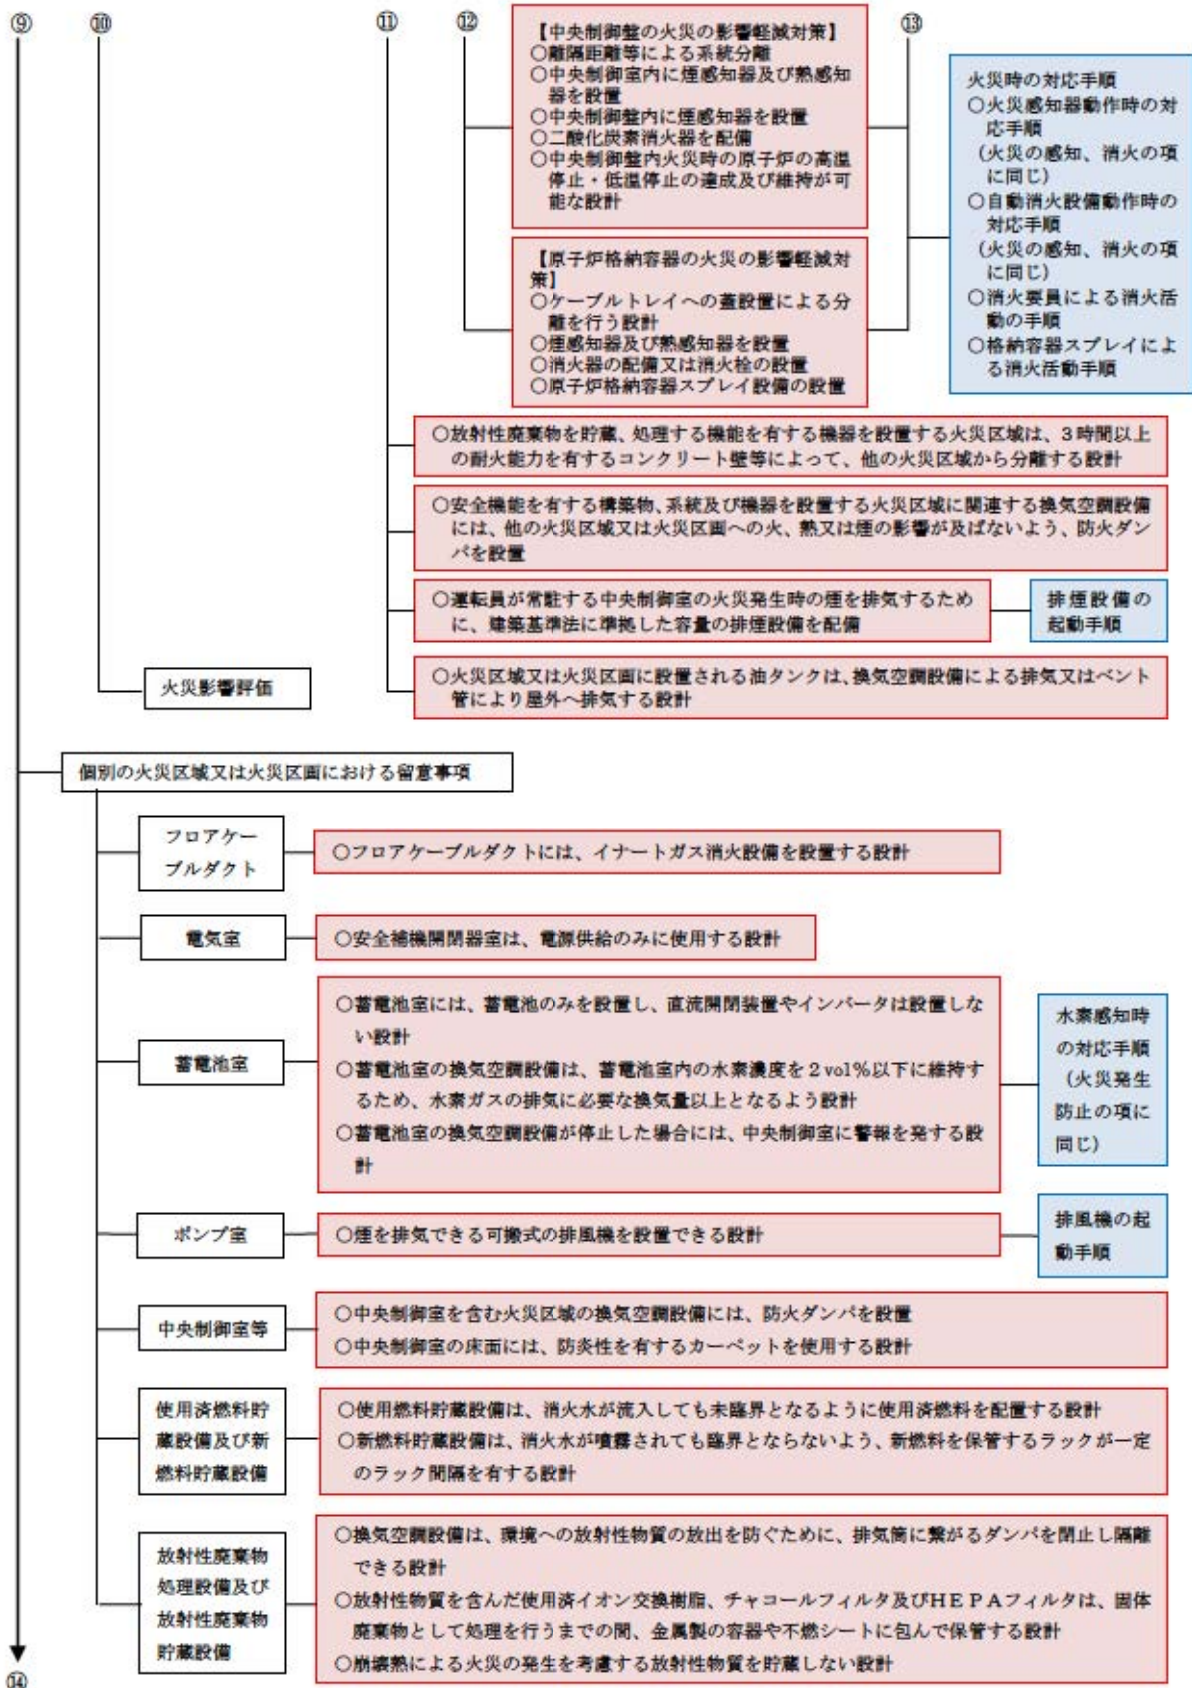 ⑨
⑩
⑪
⑫
⑬
【中央制御盤の火災の影響軽減対策】
○離隔距離等による系統分離
○中央制御室内に煙感知器及び熱感知
器を設置
○中央制御盤内に煙感知器を設置
○二酸化炭素消火器を配備
○中央制御盤内火災時の原子炉の高温
停止・低温停止の達成及び維持が可
能な設計
【原子炉格納容器の火災の影響軽減対
策】
○ケーブルトレイへの蓋設置による分
離を行う設計
○煙感知器及び熱感知器を設置
○消火器の配備又は消火栓の設置
○原子炉格納容器スプレイ設備の設置
火災時の対応手順
○火災感知器動作時の対
応手順
（火災の感知、消火の項
に同じ）
○自動消火設備動作時の
対応手順
（火災の感知、消火の項
に同じ）
○消火要員による消火活
動の手順
○格納容器スプレイによ
る消火活動手順
○放射性廃棄物を貯蔵、処理する機能を有する機器を設置する火災区域は、３時間以上
の耐火能力を有するコンクリート壁等によって、他の火災区域から分離する設計
○安全機能を有する構築物、系統及び機器を設置する火災区域に関連する換気空調設備
には、他の火災区域又は火災区画への火、熱又は煙の影響が及ばないよう、防火ダン
パを設置
○運転員が常駐する中央制御室の火災発生時の煙を排気するため
に、建築基準法に準拠した容量の排煙設備を配備
排煙設備の
起動手順
火災影響評価
○火災区域又は火災区画に設置される油タンクは、換気空調設備による排気又はベント
管により屋外へ排気する設計
個別の火災区域又は火災区画における留意事項
フロアケー
ブルダクト
○フロアケーブルダクトには、イナートガス消火設備を設置する設計
電気室
○安全補機開閉器室は、電源供給のみに使用する設計
蓄電池室
○蓄電池室には、蓄電池のみを設置し、直流開閉装置やインバータは設置しな
い設計
○蓄電池室の換気空調設備は、蓄電池室内の水素濃度を２vol%以下に維持す
るため、水素ガスの排気に必要な換気量以上となるよう設計
○蓄電池室の換気空調設備が停止した場合には、中央制御室に警報を発する設
計
水素感知時
の対応手順
（火災発生
防止の項に
同じ）
ポンプ室
○煙を排気できる可搬式の排風機を設置できる設計
排風機の起
動手順
中央制御室等
○中央制御室を含む火災区域の換気空調設備には、防火ダンパを設置
○中央制御室の床面には、防炎性を有するカーペットを使用する設計
使用済燃料貯
蔵設備及び新
燃料貯蔵設備
○使用燃料貯蔵設備は、消火水が流入しても未臨界となるように使用済燃料を配置する設計
○新燃料貯蔵設備は、消火水が噴霧されても臨界とならないよう、新燃料を保管するラックが一定
のラック間隔を有する設計
放射性廃棄物
処理設備及び
放射性廃棄物
貯蔵設備
○換気空調設備は、環境への放射性物質の放出を防ぐために、排気筒に繋がるダンパを閉止し隔離
できる設計
○放射性物質を含んだ使用済イオン交換樹脂、チャコールフィルタ及びＨＥＰＡフィルタは、固体
廃棄物として処理を行うまでの間、金属製の容器や不燃シートに包んで保管する設計
○崩壊熱による火災の発生を考慮する放射性物質を貯蔵しない設計
⑭